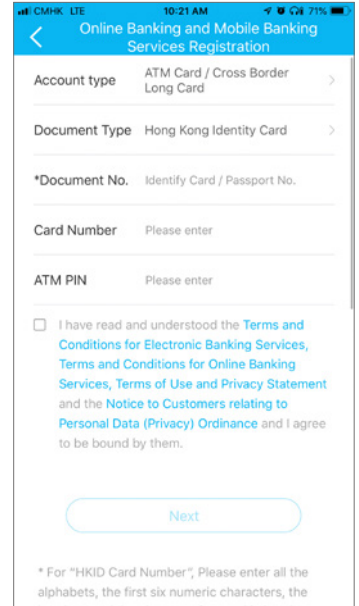 CMHK LTE 10:21 AM 71%
Online Banking and Mobile Banking
Services Registration
Account type ATM Card / Cross Border
Long Card
Document Type Hong Kong Identity Card
*Document No. Identify Card / Passport No.
Card Number Please enter
ATM PIN Please enter
I have read and understood the Terms and
Conditions for Electronic Banking Services,
Terms and Conditions for Online Banking
Services, Terms of Use and Privacy Statement
and the Notice to Customers relating to
Personal Data (Privacy) Ordinance and I agree
to be bound by them.
Next
* For "HKID Card Number", Please enter all the
alphabets, the first six numeric characters, the